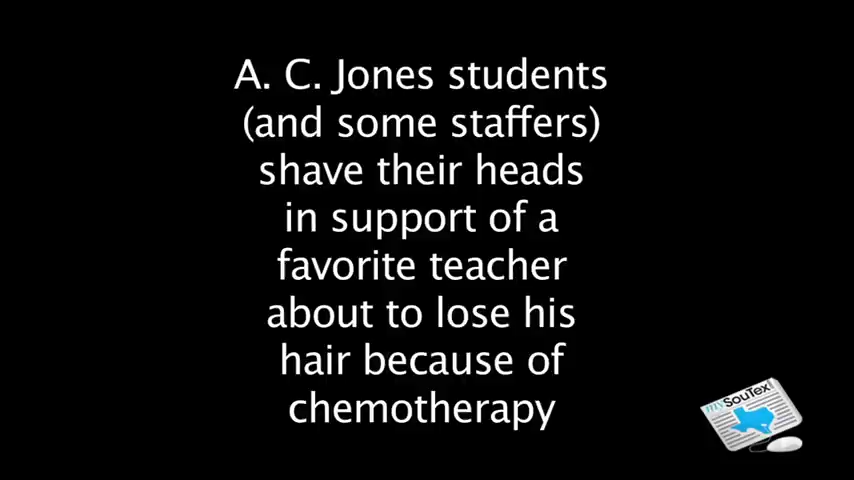 A. C. Jones students
(and some staffers)
shave their heads
in support of a
favorite teacher
about to lose his
hair because of
chemotherapy
mySouTex